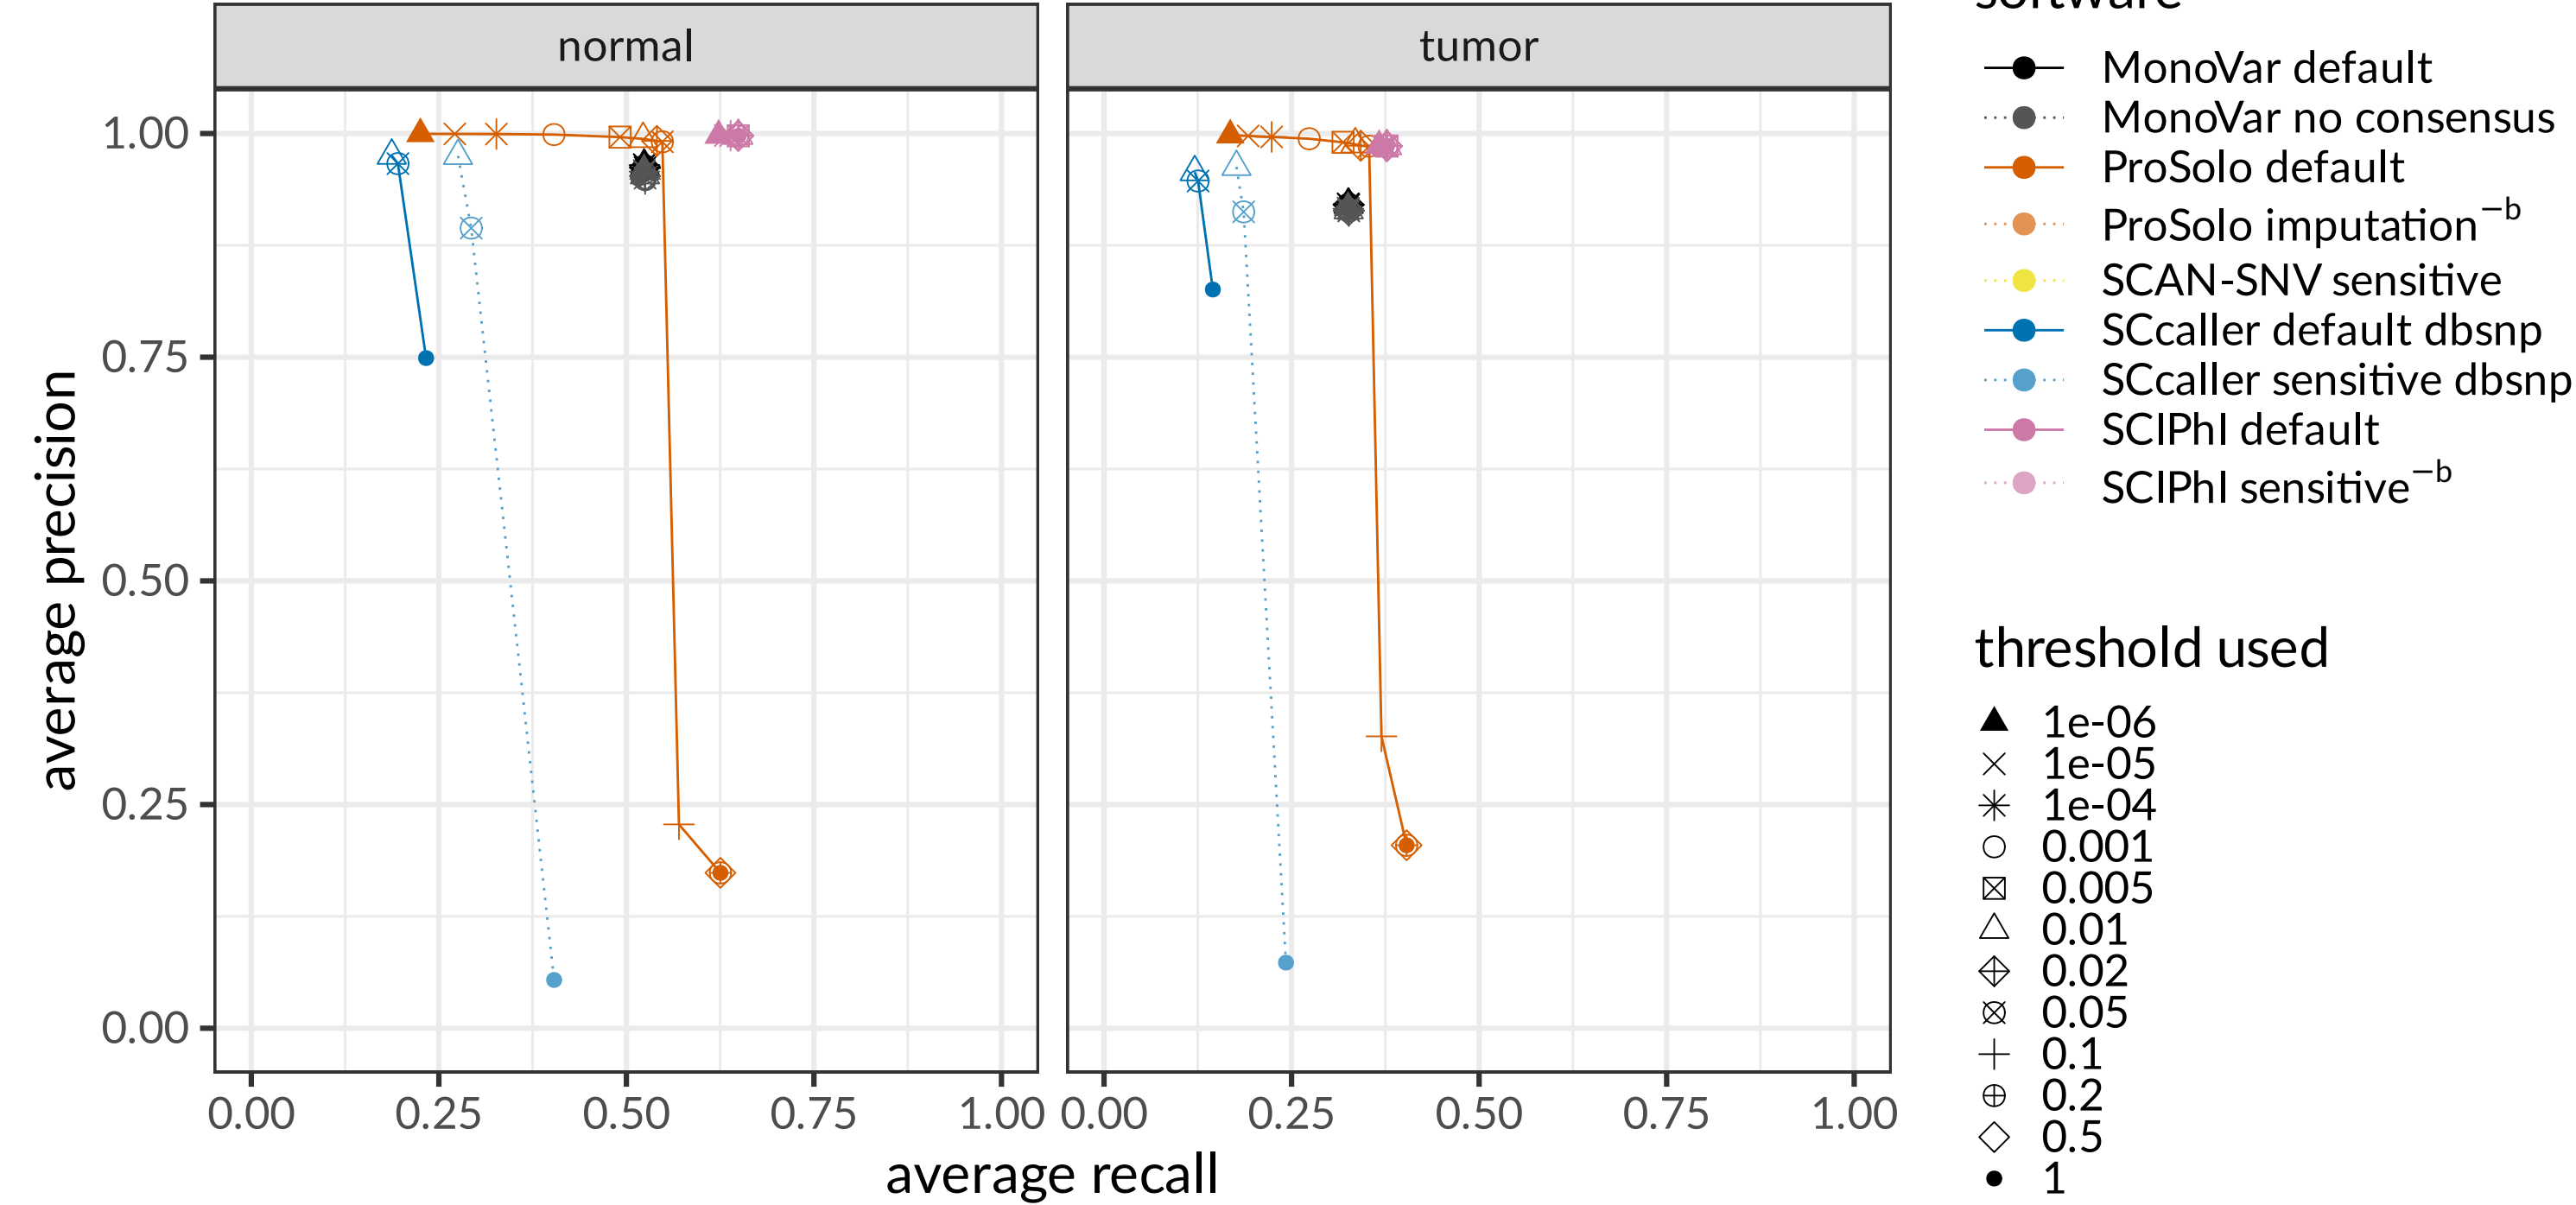 software
normal
tumor
MonoVar default
MonoVar no consensus
ProSolo default
ProSolo imputation⁻ᵇ
SCAN-SNV sensitive
SCcaller default dbsnp
SCcaller sensitive dbsnp
SCIPhI default
SCIPhI sensitive⁻ᵇ
average precision
1.00
0.75
0.50
0.25
0.00
0.00 0.25 0.50 0.75 1.00
0.00 0.25 0.50 0.75 1.00
average recall
threshold used
1e-06
1e-05
1e-04
0.001
0.005
0.01
0.02
0.05
0.1
0.2
0.5
1